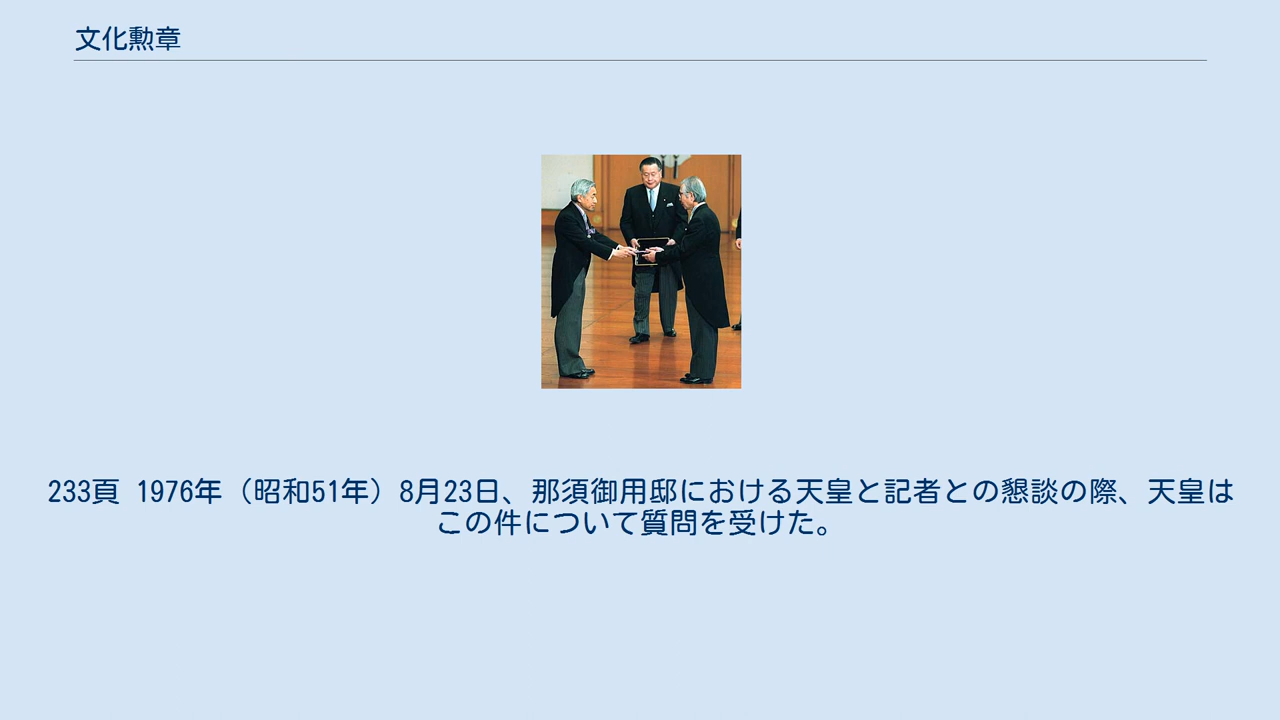 文化勲章
233頁 1976年（昭和51年）8月23日、那須御用邸における天皇と記者との懇談の際、天皇は
この件について質問を受けた。